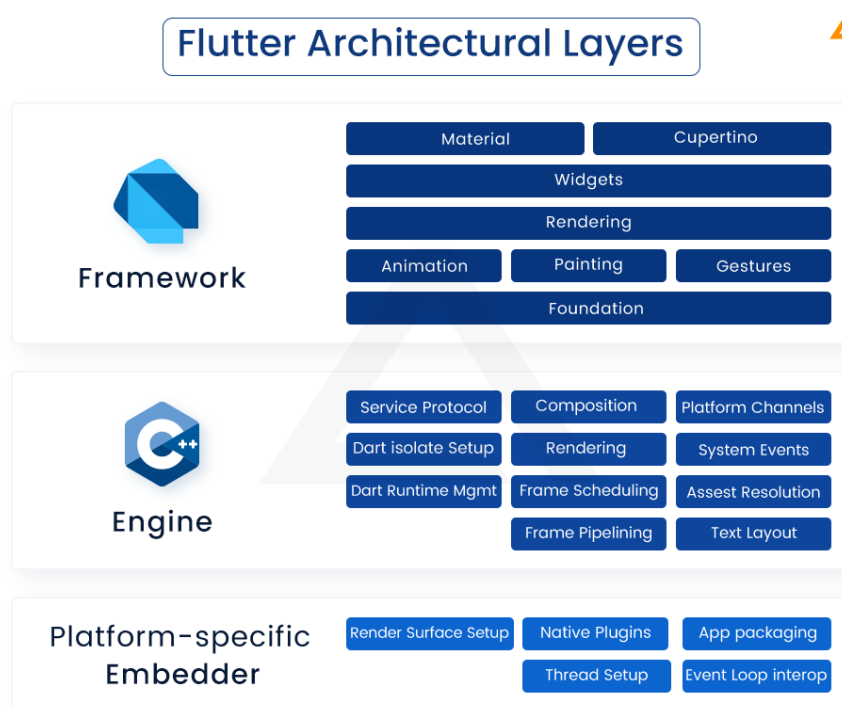 Flutter Architectural Layers
Material Cupertino
Widgets
Rendering
Animation Painting Gestures
Foundation
Framework
Service Protocol Composition Platform Channels
Dart isolate Setup Rendering System Events
Dart Runtime Mgmt Frame Scheduling Assest Resolution
Frame Pipelining Text Layout
C++
Engine
Platform-specific
Embedder
Render Surface Setup Native Plugins App packaging
Thread Setup Event Loop interop